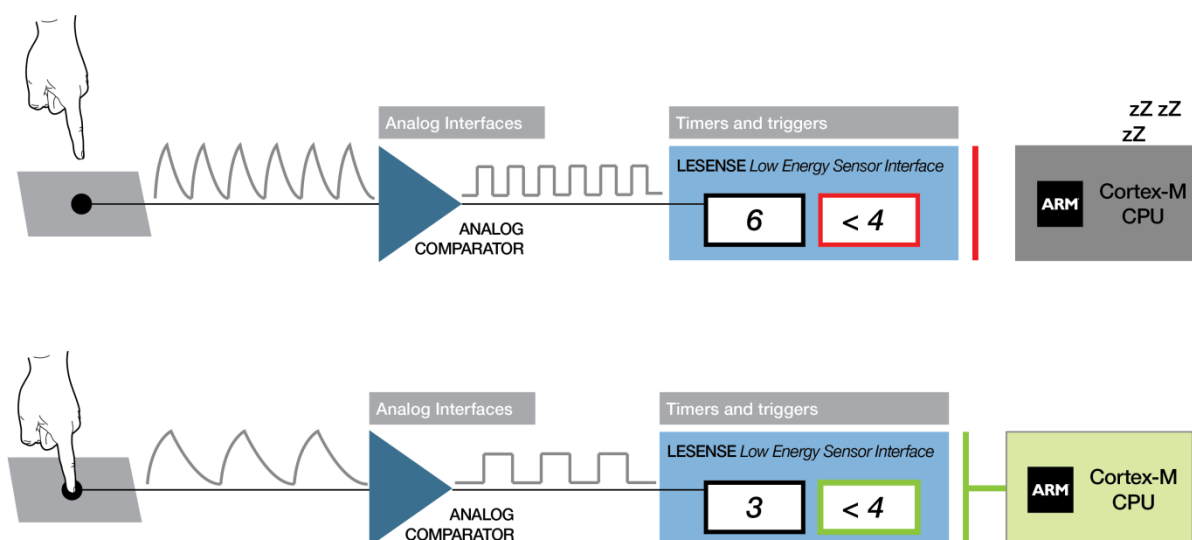 zZ zZ
zZ
Analog Interfaces
Timers and triggers
LESENSE Low Energy Sensor Interface
6
< 4
ARM
Cortex-M
CPU
ANALOG
COMPARATOR
Analog Interfaces
Timers and triggers
LESENSE Low Energy Sensor Interface
3
< 4
ARM
Cortex-M
CPU
ANALOG
COMPARATOR